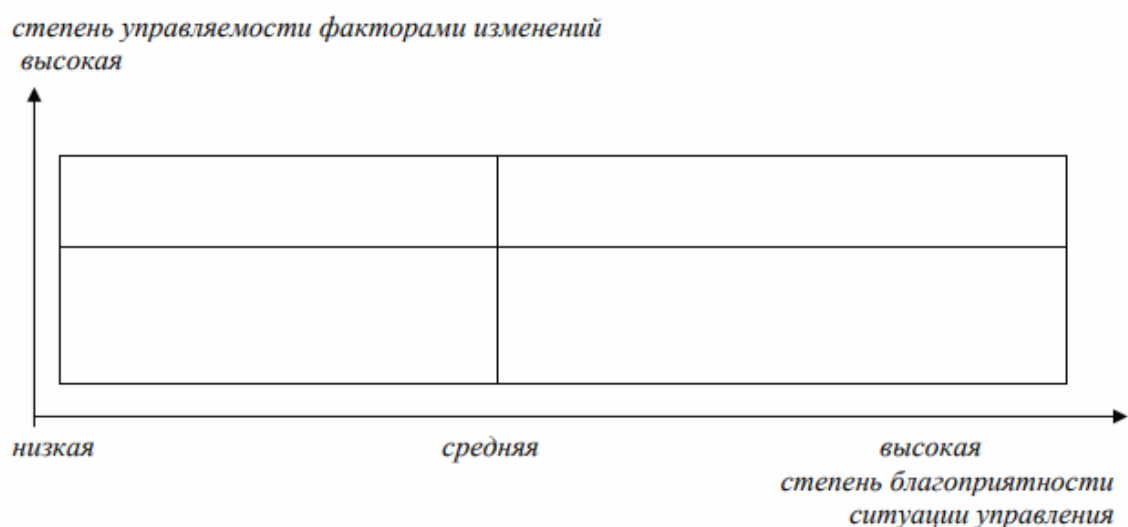 степень управляемости факторами изменений
высокая
низкая
средняя
высокая
степень благоприятности
ситуации управления